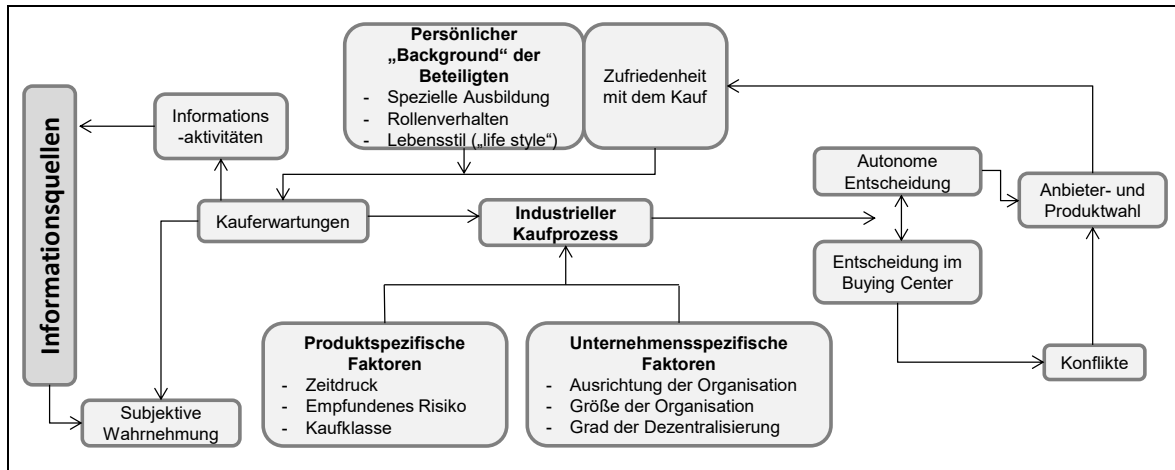 Persönlicher
„Background“ der
Beteiligten
- Spezielle Ausbildung
- Rollenverhalten
- Lebensstil („life style“)
Zufriedenheit
mit dem Kauf
Informationsquellen
Informations
-aktivitäten
Kauferwartungen
Industrieller
Kaufprozess
Autonome
Entscheidung
Anbieter- und
Produktwahl
Entscheidung im
Buying Center
Konflikte
Produktspezifische
Faktoren
- Zeitdruck
- Empfundenes Risiko
- Kaufklasse
Unternehmensspezifische
Faktoren
- Ausrichtung der Organisation
- Größe der Organisation
- Grad der Dezentralisierung
Subjektive
Wahrnehmung